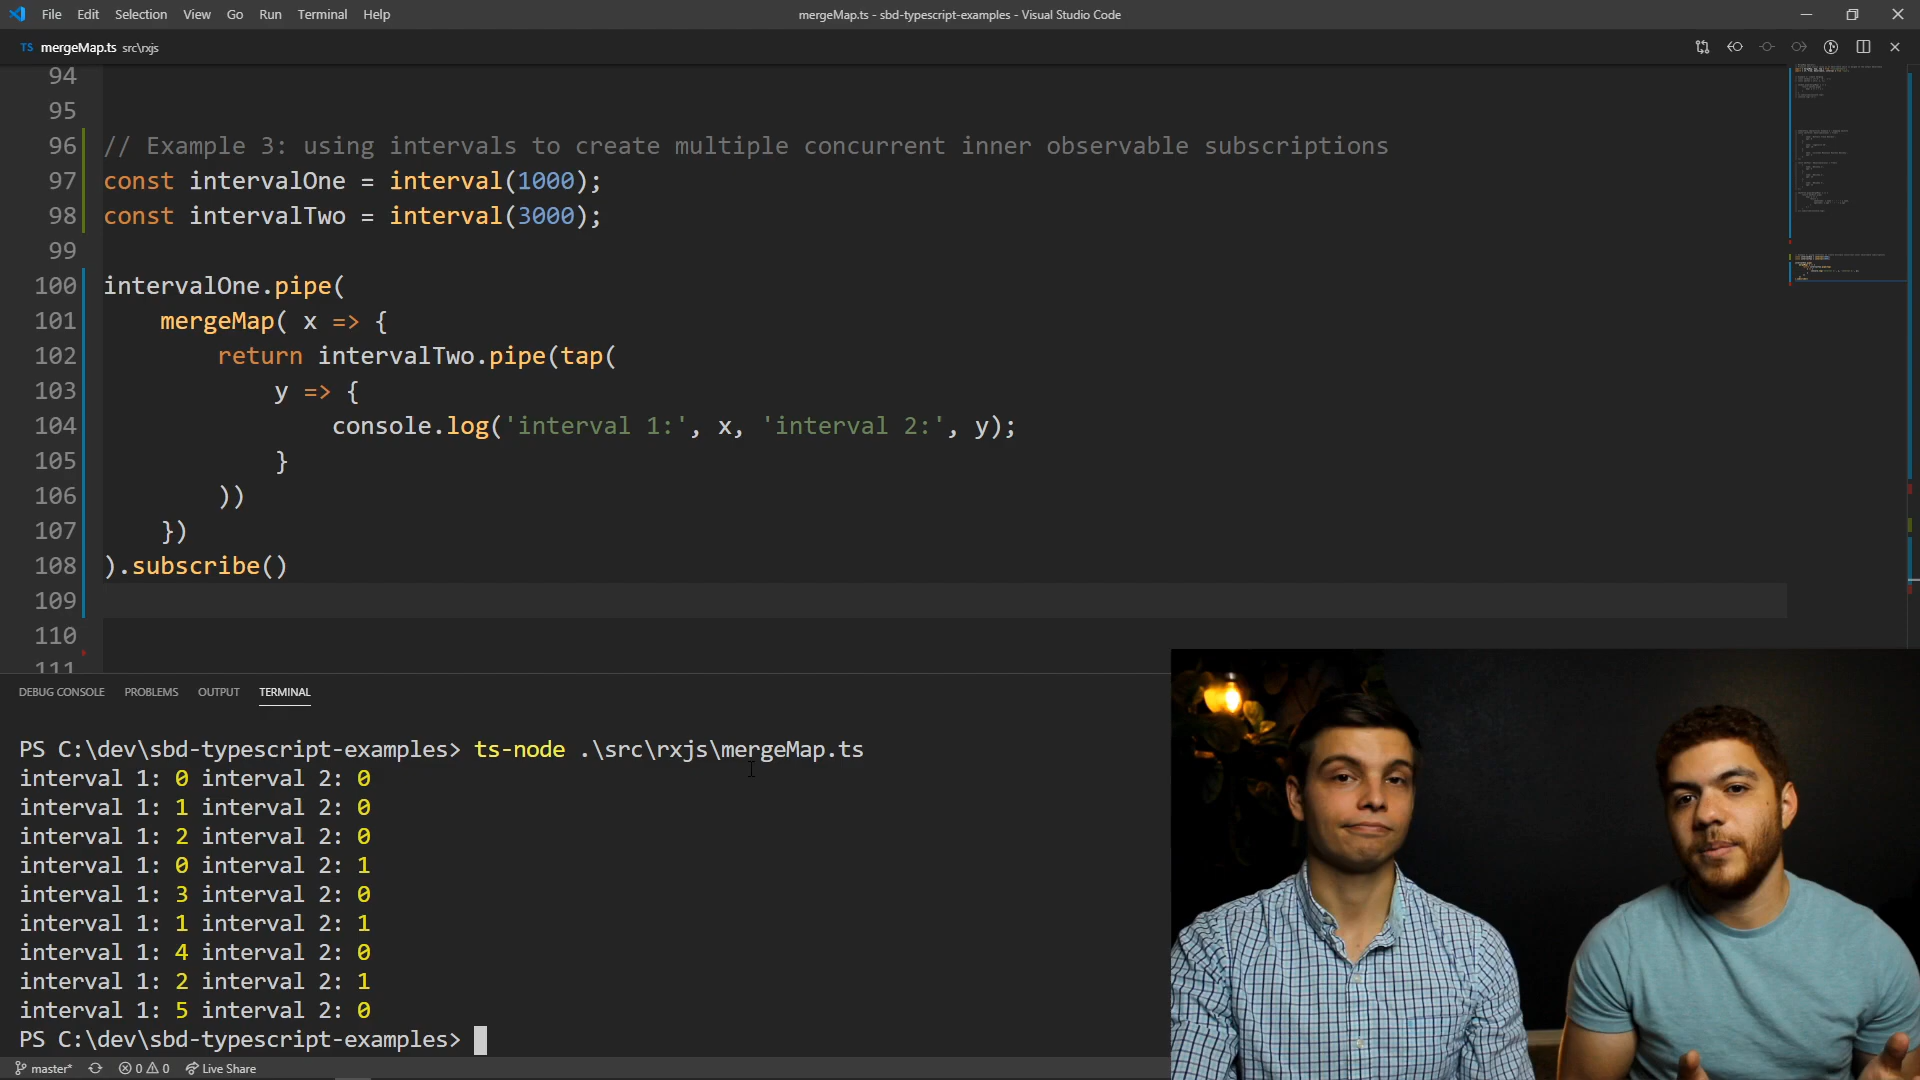 File Edit Selection View Go Run Terminal Help
mergeMap.ts - sbd-typescript-examples - Visual Studio Code
TS mergeMap.ts src\rxjs
94
95
96 // Example 3: using intervals to create multiple concurrent inner observable subscriptions
97 const intervalOne = interval(1000);
98 const intervalTwo = interval(3000);
99
100 intervalOne.pipe(
101 mergeMap( x => {
102 return intervalTwo.pipe(tap(
103 y => {
104 console.log('interval 1:', x, 'interval 2:', y);
105 }
106 ))
107 })
108 ).subscribe()
109
110
111
DEBUG CONSOLE PROBLEMS OUTPUT TERMINAL
PS C:\dev\sbd-typescript-examples> ts-node .\src\rxjs\mergeMap.ts
interval 1: 0 interval 2: 0
interval 1: 1 interval 2: 0
interval 1: 2 interval 2: 0
interval 1: 0 interval 2: 1
interval 1: 3 interval 2: 0
interval 1: 1 interval 2: 1
interval 1: 4 interval 2: 0
interval 1: 2 interval 2: 1
interval 1: 5 interval 2: 0
PS C:\dev\sbd-typescript-examples>
master* 0 0 Live Share